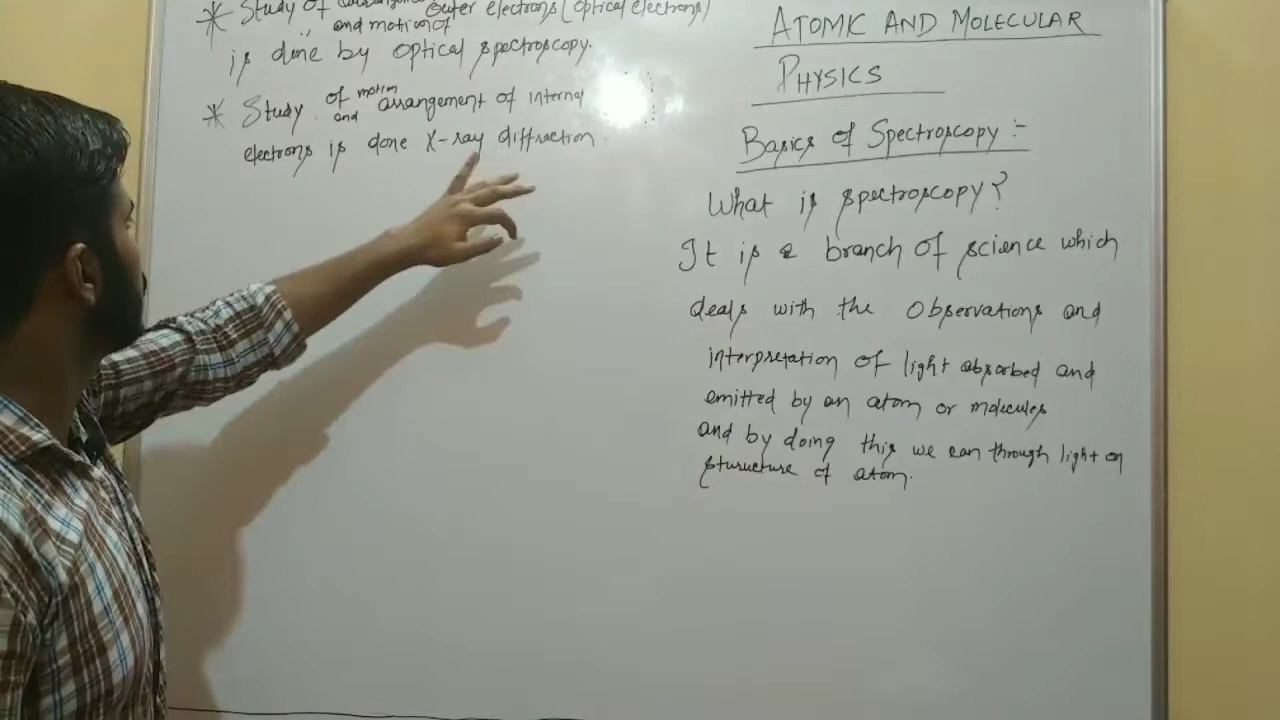 * Study of arrangement outer electrons (optical electrons)
and motion of
is done by optical spectroscopy.
* Study of motion and arrangement of internal
electrons is done X-ray diffraction.
ATOMIC AND MOLECULAR
PHYSICS
Basics of Spectroscopy :-
What is spectroscopy?
It is a branch of science which
deals with the Observations and
interpretation of light absorbed and
emitted by an atom or molecules
and by doing this we can through light on
sturucture of atom.